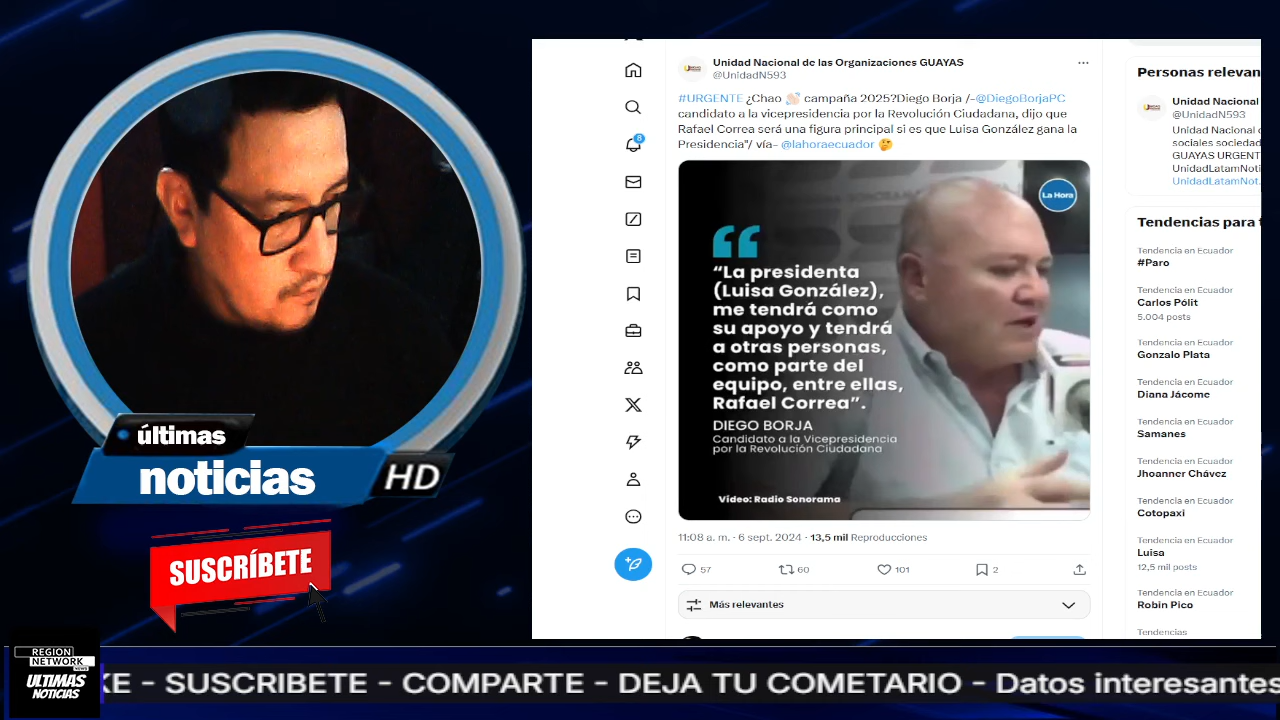 últimas
noticias
HD
SUSCRÍBETE
Unidad Nacional de las Organizaciones GUAYAS
@UnidadN593
#URGENTE ¿Chao 👋🏻 campaña 2025?Diego Borja /-@DiegoBorjaPC
candidato a la vicepresidencia por la Revolución Ciudadana, dijo que
Rafael Correa será una figura principal si es que Luisa González gana la
Presidencia"/ vía- @lahoraecuador 🤔
La Hora
“La presidenta
(Luisa González),
me tendrá como
su apoyo y tendrá
a otras personas,
como parte del
equipo, entre ellas,
Rafael Correa”.
DIEGO BORJA
Candidato a la Vicepresidencia
por la Revolución Ciudadana
Vídeo: Radio Sonorama
11:08 a. m. · 6 sept. 2024 · 13,5 mil Reproducciones
57
60
101
2
Más relevantes
8
Personas relevan
Unidad Nacional
@UnidadN593
Unidad Nacional d
sociales sociedad
GUAYAS URGENT
UnidadLatamNoti
UnidadLatamNot.
Tendencias para t
Tendencia en Ecuador
#Paro
Tendencia en Ecuador
Carlos Pólit
5.004 posts
Tendencia en Ecuador
Gonzalo Plata
Tendencia en Ecuador
Diana Jácome
Tendencia en Ecuador
Samanes
Tendencia en Ecuador
Jhoanner Chávez
Tendencia en Ecuador
Cotopaxi
Tendencia en Ecuador
Luisa
12,5 mil posts
Tendencia en Ecuador
Robin Pico
Tendencias
REGION
NETWORK
NEWS
ULTIMAS
NOTICIAS
KE - SUSCRIBETE - COMPARTE - DEJA TU COMETARIO - Datos interesantes